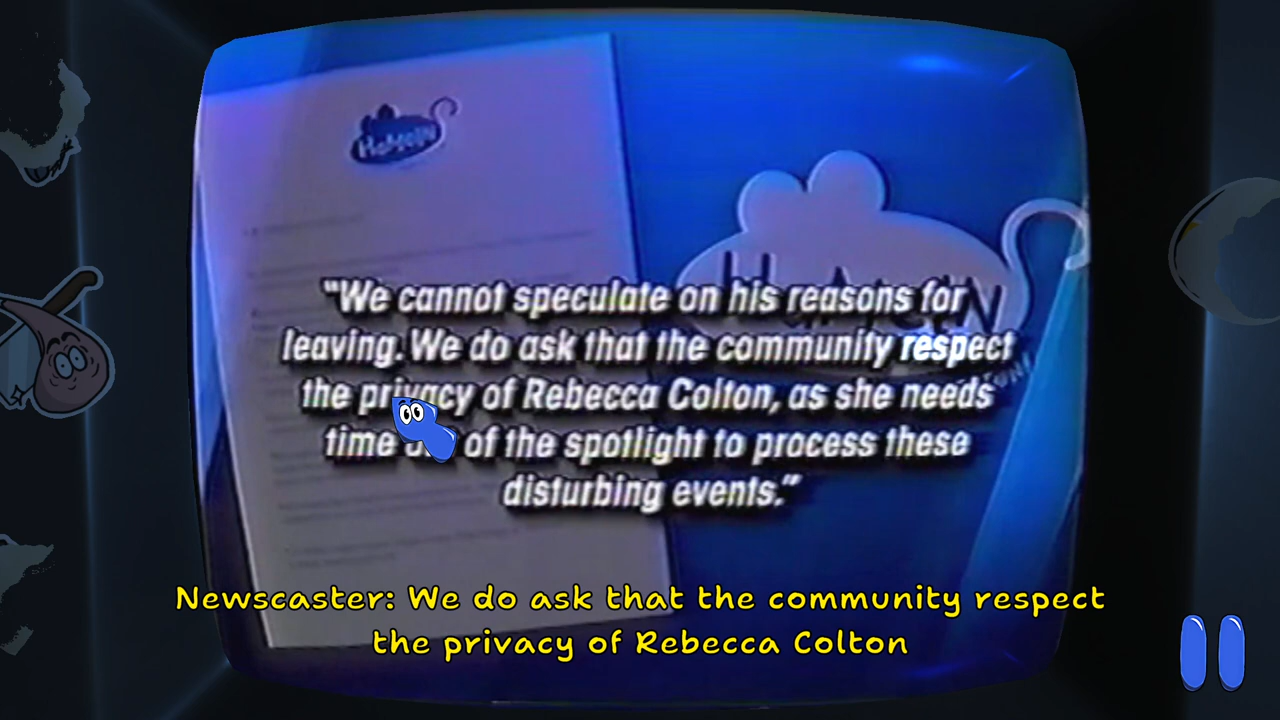 HameliN
"We cannot speculate on his reasons for
leaving. We do ask that the community respect
the privacy of Rebecca Colton, as she needs
time of the spotlight to process these
disturbing events."
Newscaster: We do ask that the community respect
the privacy of Rebecca Colton